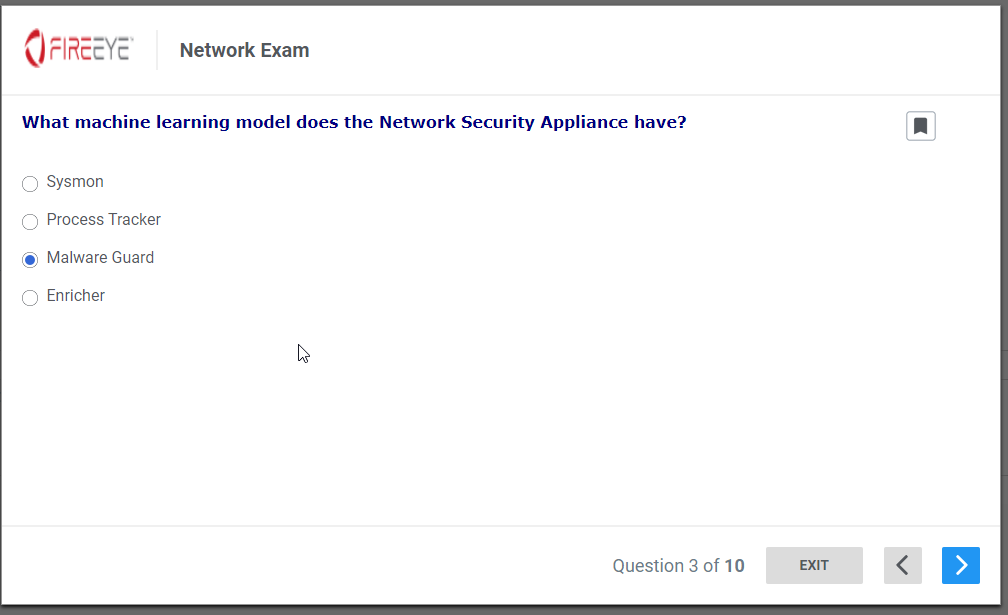 FIREEYE™ Network Exam
What machine learning model does the Network Security Appliance have?
Sysmon
Process Tracker
Malware Guard
Enricher
Question 3 of 10 EXIT